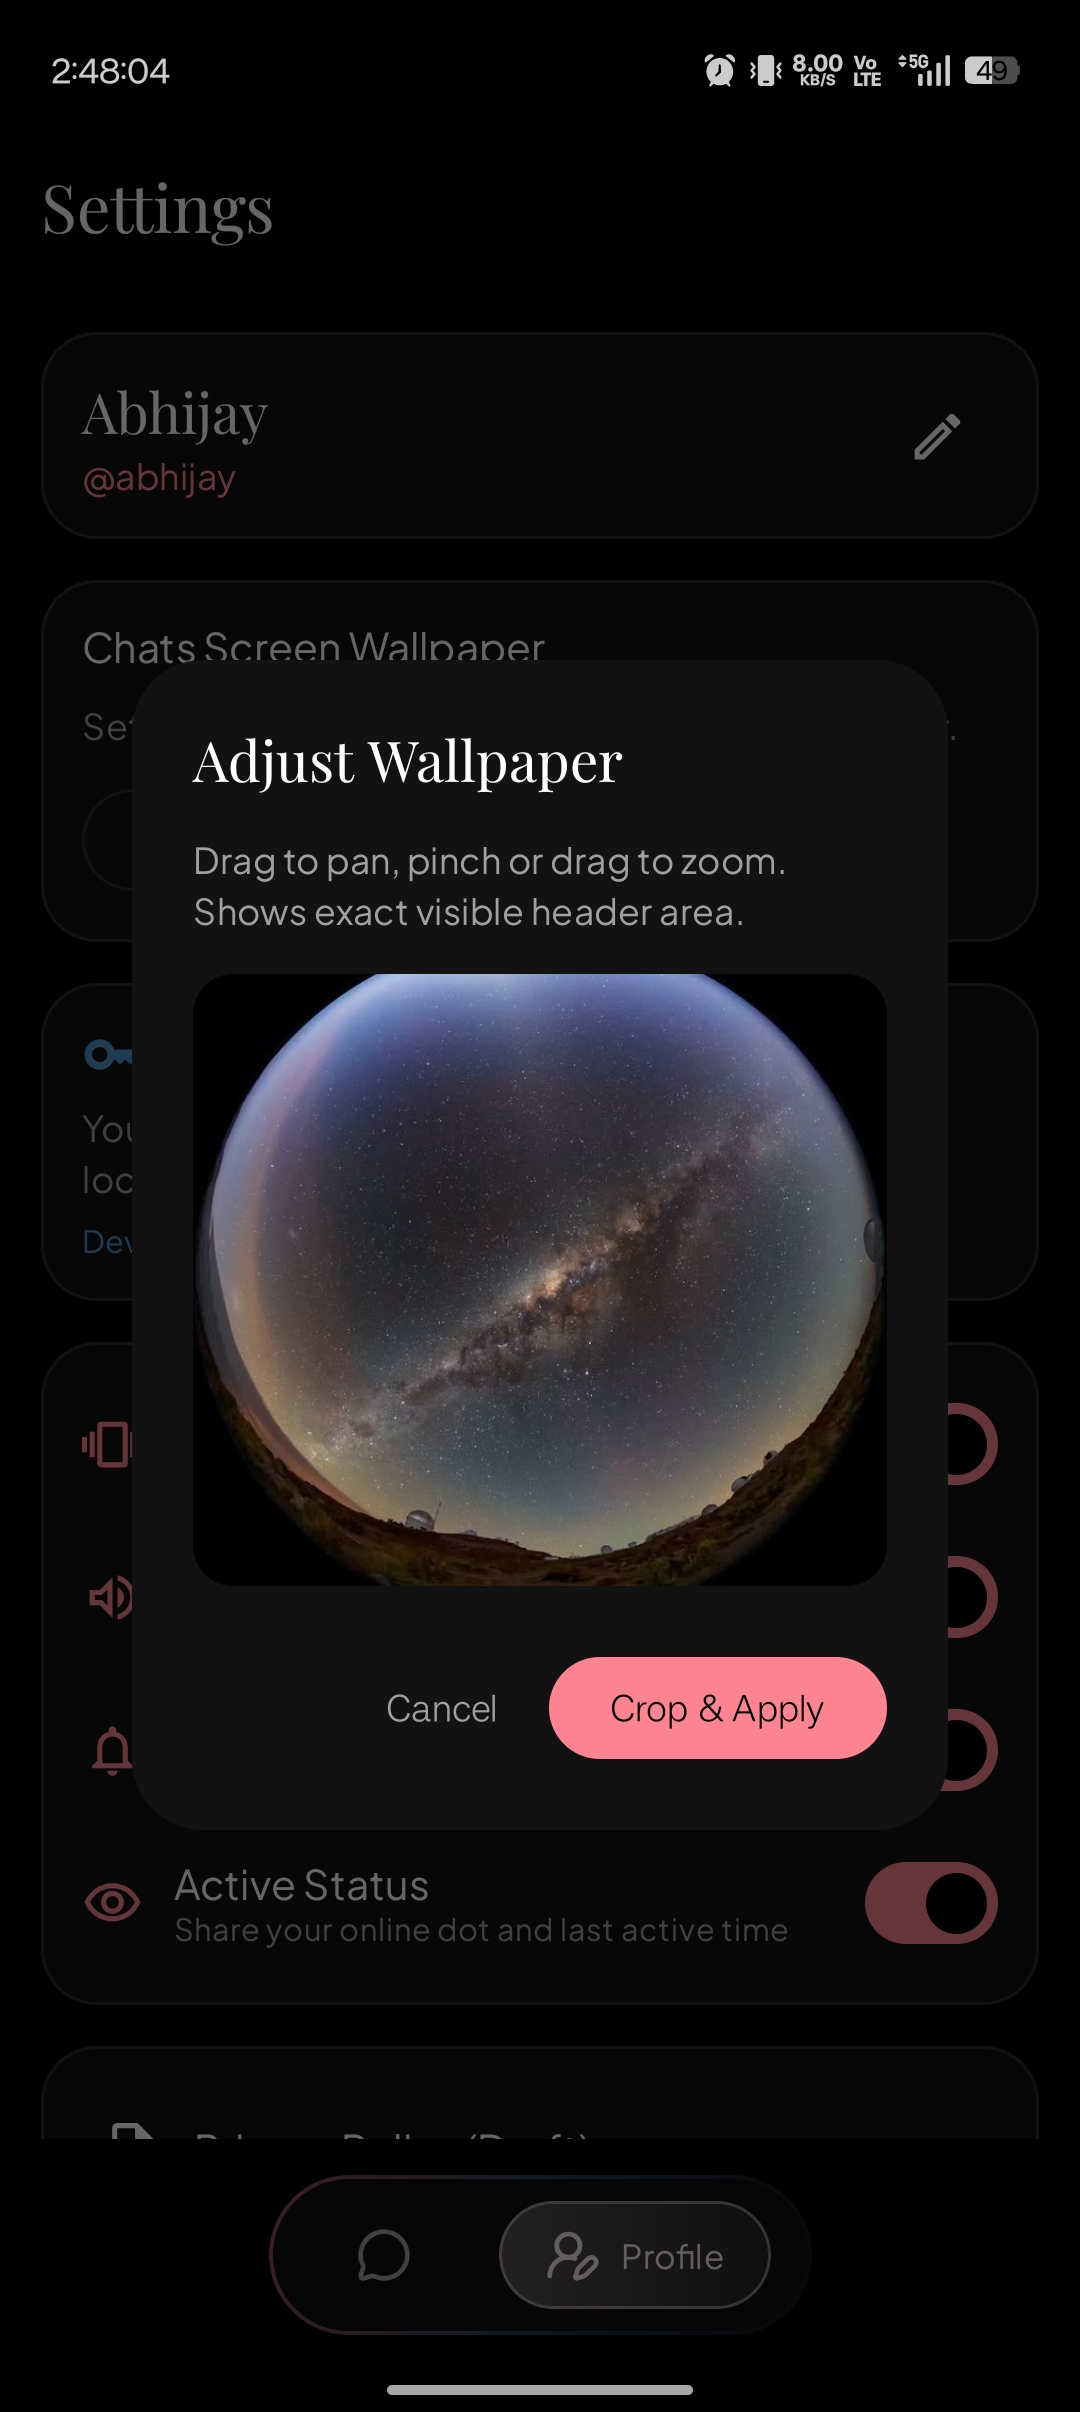 2:48:04
8.00 KB/S Vo LTE 5G 49
Settings
Abhijay
@abhijay
Chats Screen Wallpaper
Adjust Wallpaper
Drag to pan, pinch or drag to zoom.
Shows exact visible header area.
Cancel
Crop & Apply
Active Status
Share your online dot and last active time
Profile